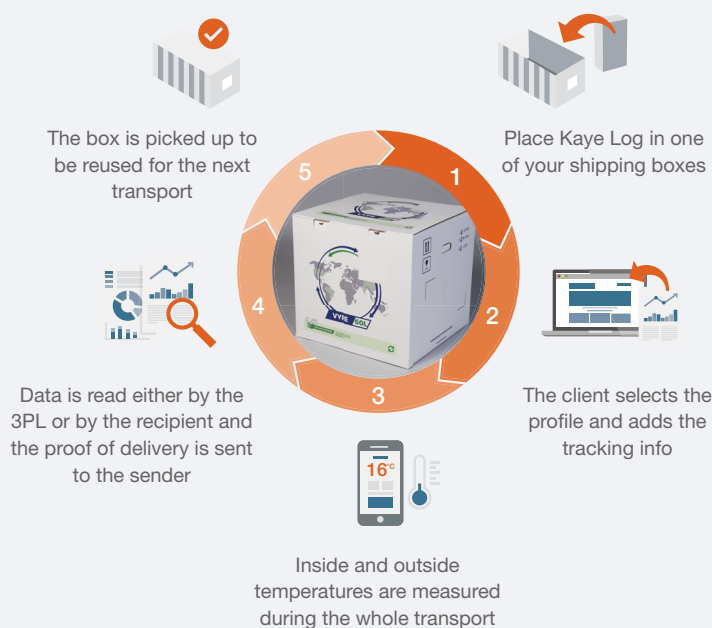 1
Place Kaye Log in one
of your shipping boxes
2
The client selects the
profile and adds the
tracking info
3
16°C
Inside and outside
temperatures are measured
during the whole transport
4
Data is read either by the
3PL or by the recipient and
the proof of delivery is sent
to the sender
5
The box is picked up to
be reused for the next
transport
VYPE 60L